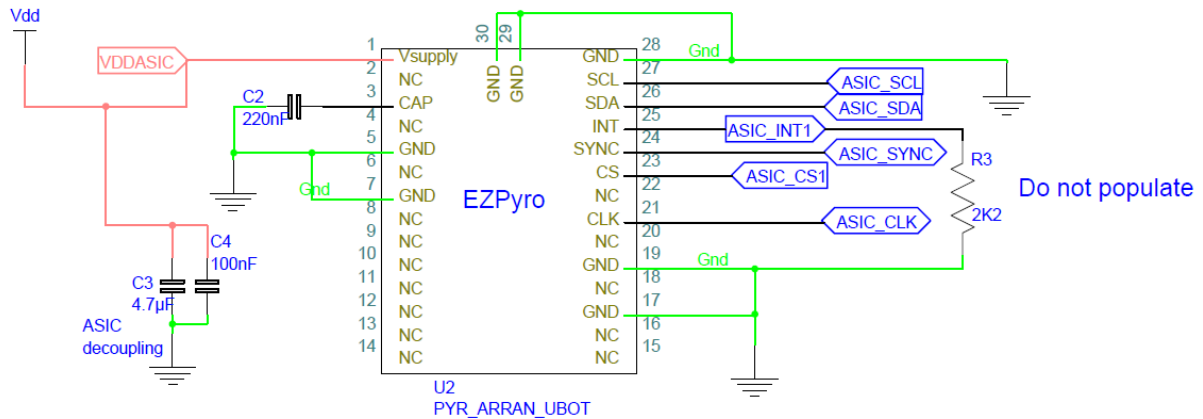 Vdd
VDDASIC
C2
220nF
Gnd
C3
4.7µF
C4
100nF
ASIC
decoupling
1
2
3
4
5
6
7
8
9
10
11
12
13
14
30
29
GND
GND
Vsupply
NC
CAP
NC
GND
NC
GND
NC
NC
NC
NC
NC
NC
NC
EZPyro
GND
SCL
SDA
INT
SYNC
CS
NC
CLK
NC
GND
NC
GND
NC
NC
28
27
26
25
24
23
22
21
20
19
18
17
16
15
U2
PYR_ARRAN_UBOT
Gnd
ASIC_SCL
ASIC_SDA
ASIC_INT1
ASIC_SYNC
ASIC_CS1
ASIC_CLK
Gnd
R3
2K2
Do not populate